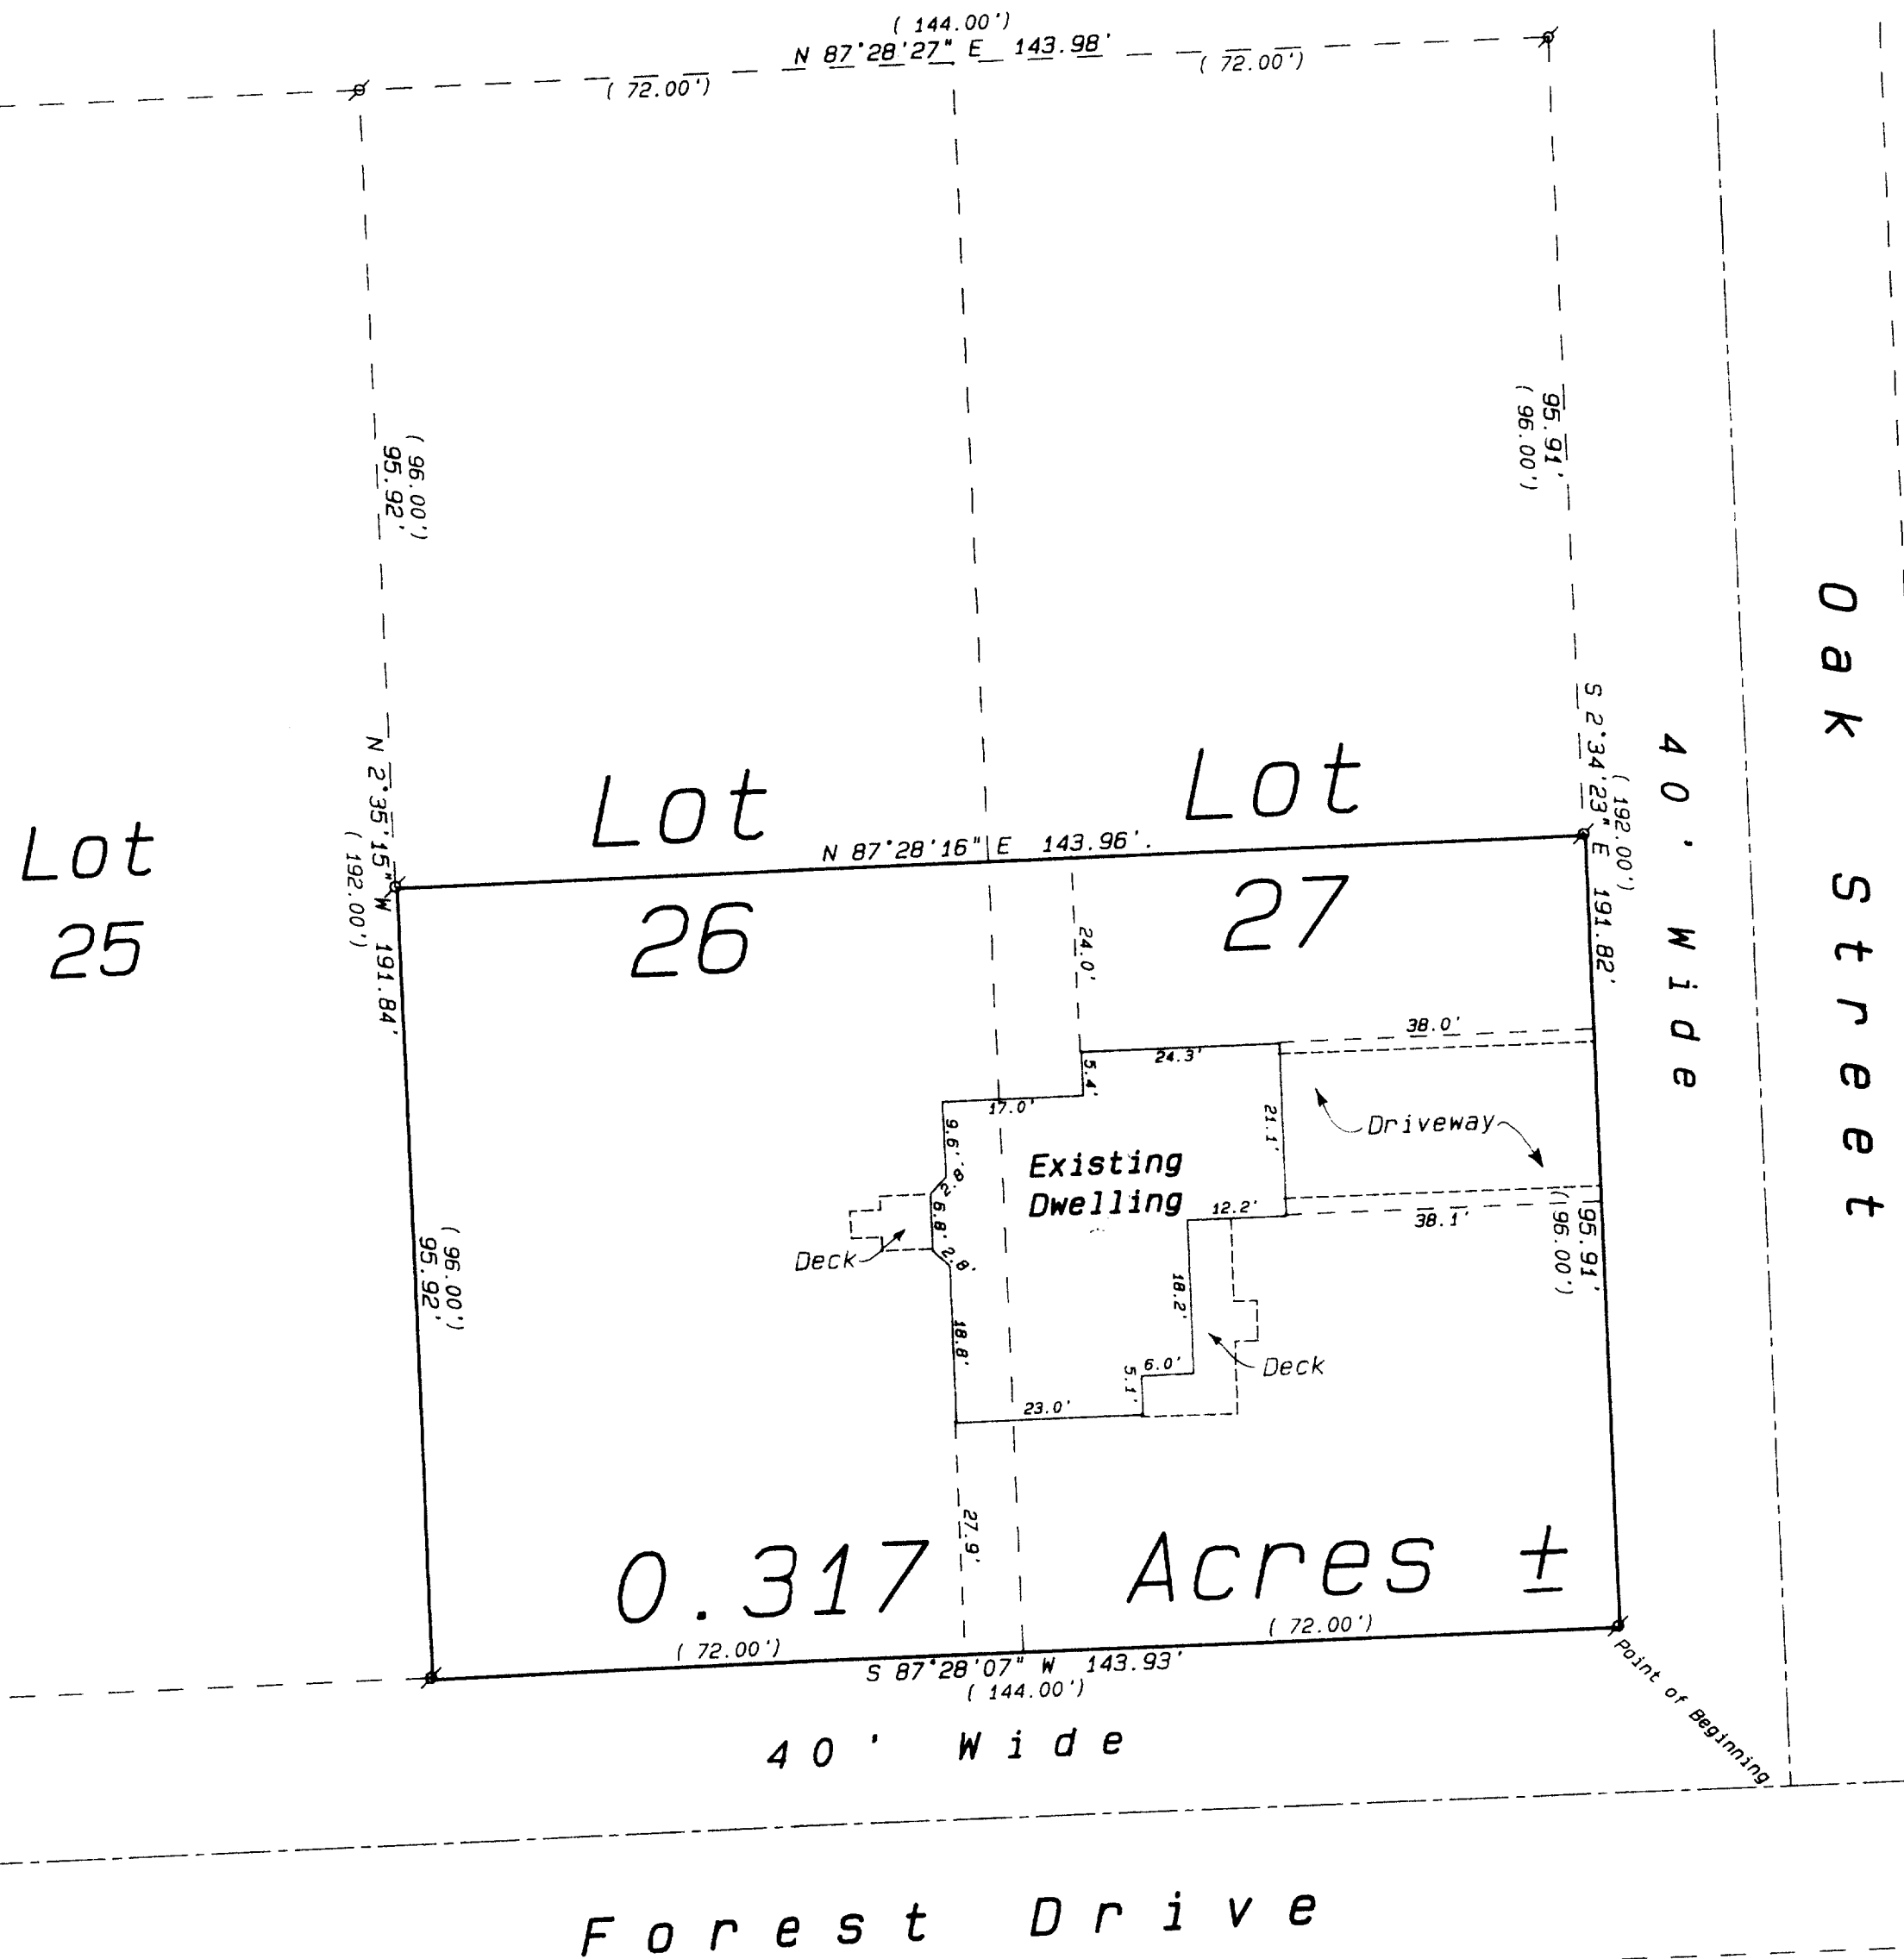 ( 144.00')
N 87°28'27" E 143.98'
( 72.00')
( 72.00')
( 96.00')
95.92'
95.91'
( 96.00')
Oak Street
40' Wide
S 2°34'23" E 191.82'
( 192.00')
N 2°35'15" W 191.84'
( 192.00')
Lot
25
Lot
26
Lot
27
N 87°28'16" E 143.96'.
24.0'
38.0'
24.3'
5.4'
17.0'
21.1'
Driveway
9.6'
2.8'
6.8'
2.8'
Existing
Dwelling
12.2'
38.1'
95.91'
(96.00')
Deck
( 96.00')
95.92'
18.2'
18.8'
6.0'
5.1'
Deck
23.0'
27.9'
0.317 Acres ±
( 72.00')
( 72.00')
S 87°28'07" W 143.93'
( 144.00')
Point of Beginning
40' Wide
Forest Drive